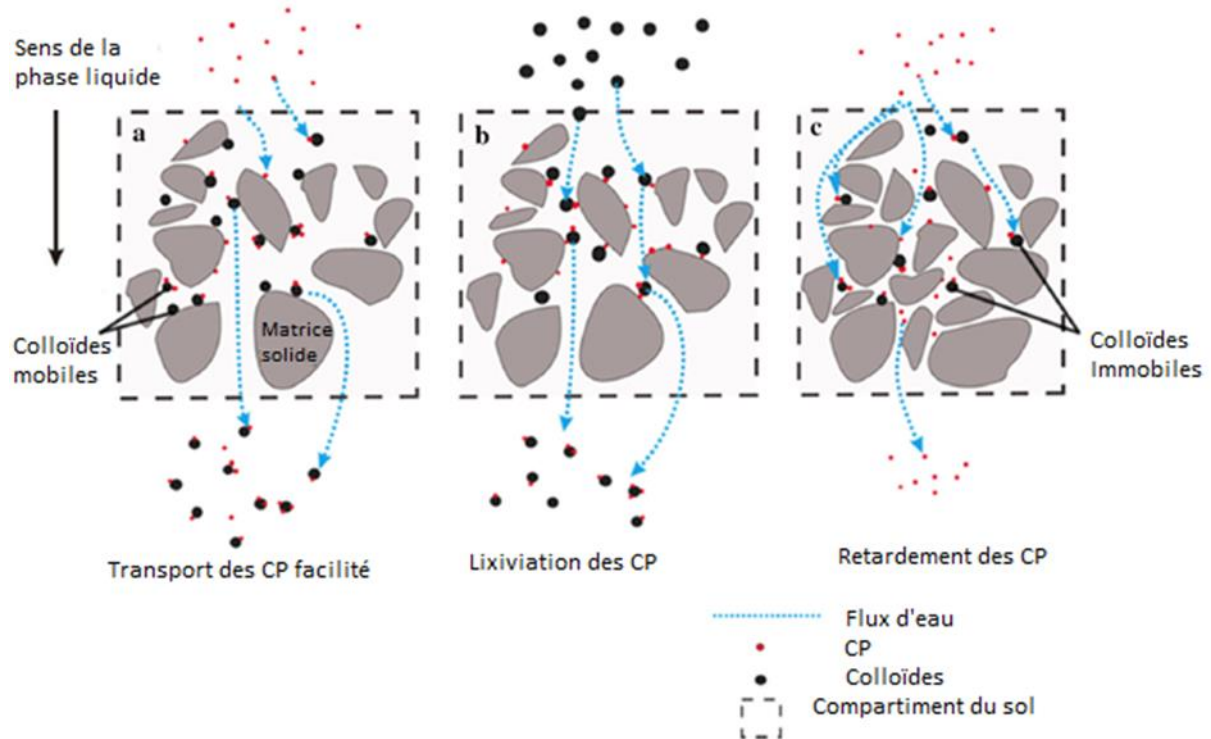 Sens de la
phase liquide
a
b
c
Matrice
solide
Colloïdes
mobiles
Colloïdes
Immobiles
Transport des CP facilité
Lixiviation des CP
Retardement des CP
Flux d'eau
CP
Colloïdes
Compartiment du sol